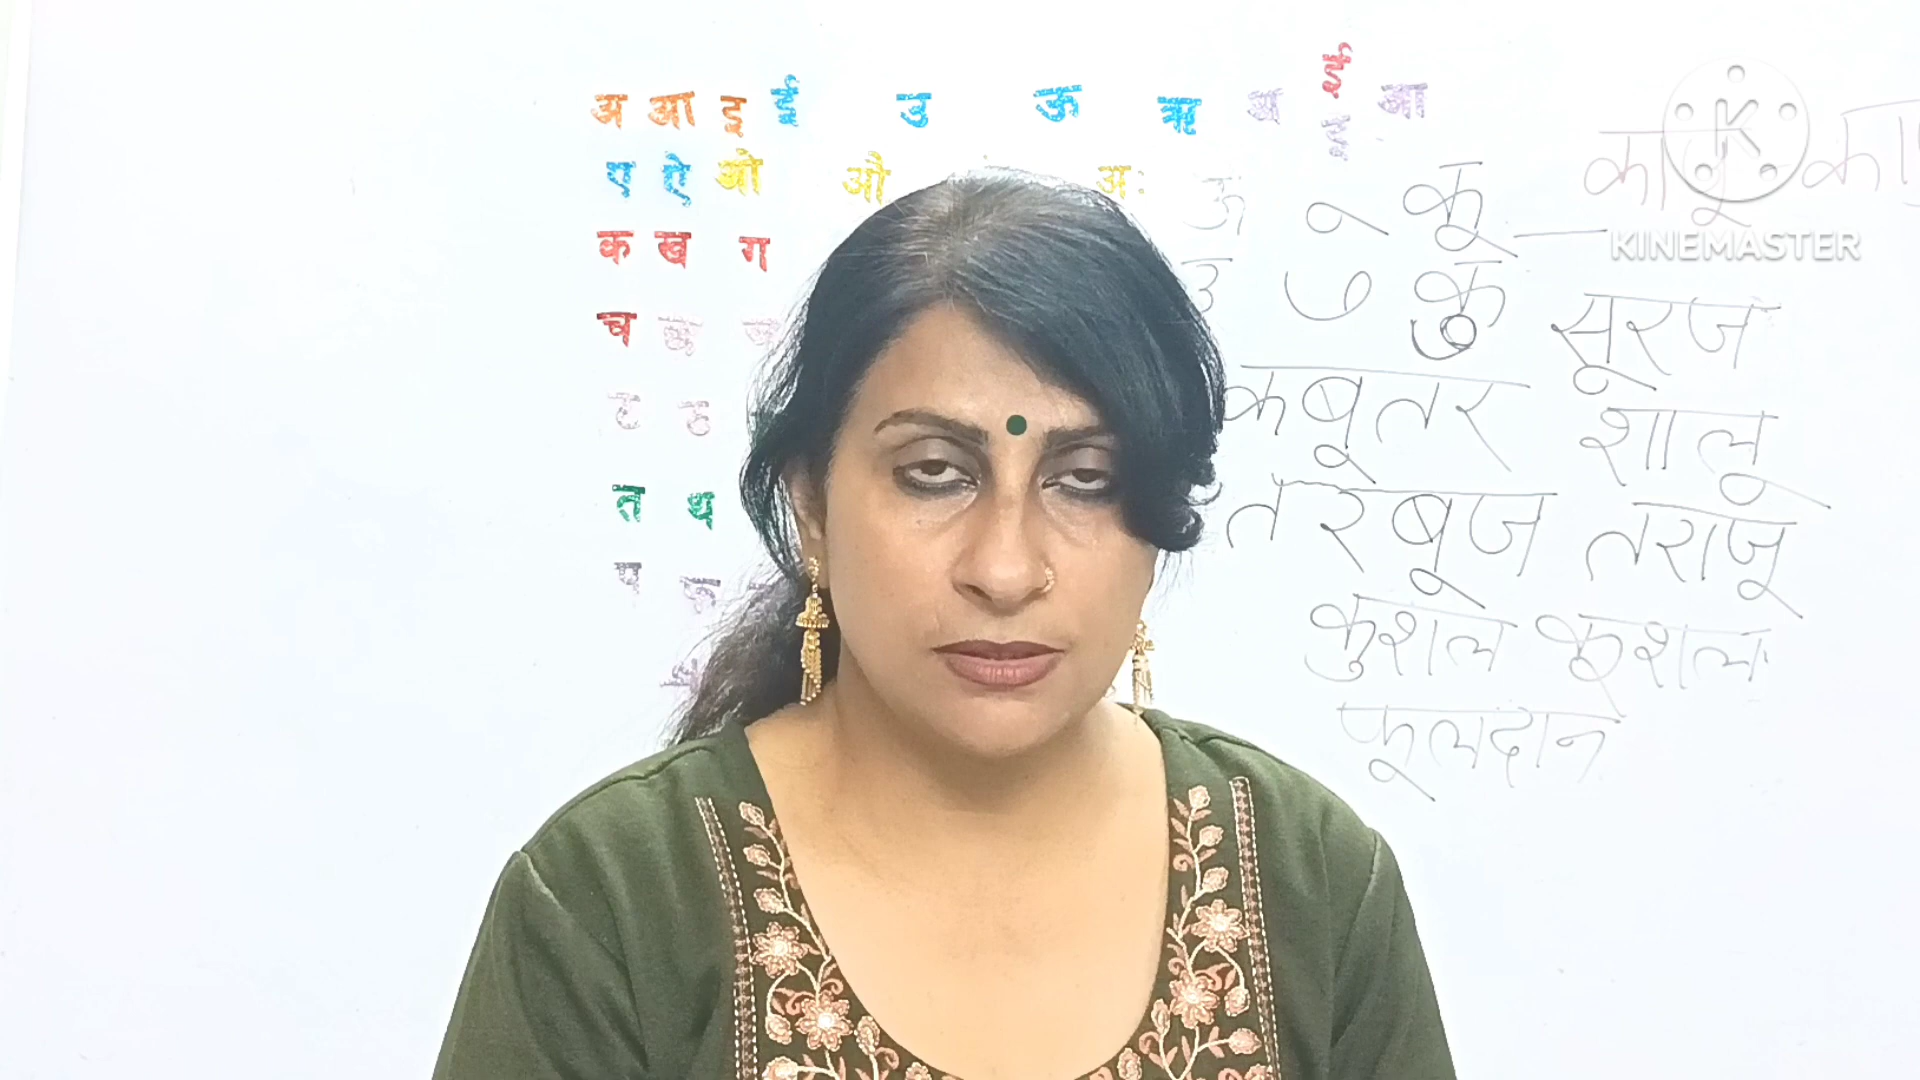 अ आ इ ई उ ऊ ऋ अ ई आ
ई
ए ऐ ओ औ अः
क ख ग
च
ट ठ
त थ
प फ
ऊ ू कू
उ ु कु
सूरज
कबूतर शालू
तरबूज तराजू
कुशल कुशल
फूलदान
KINEMASTER